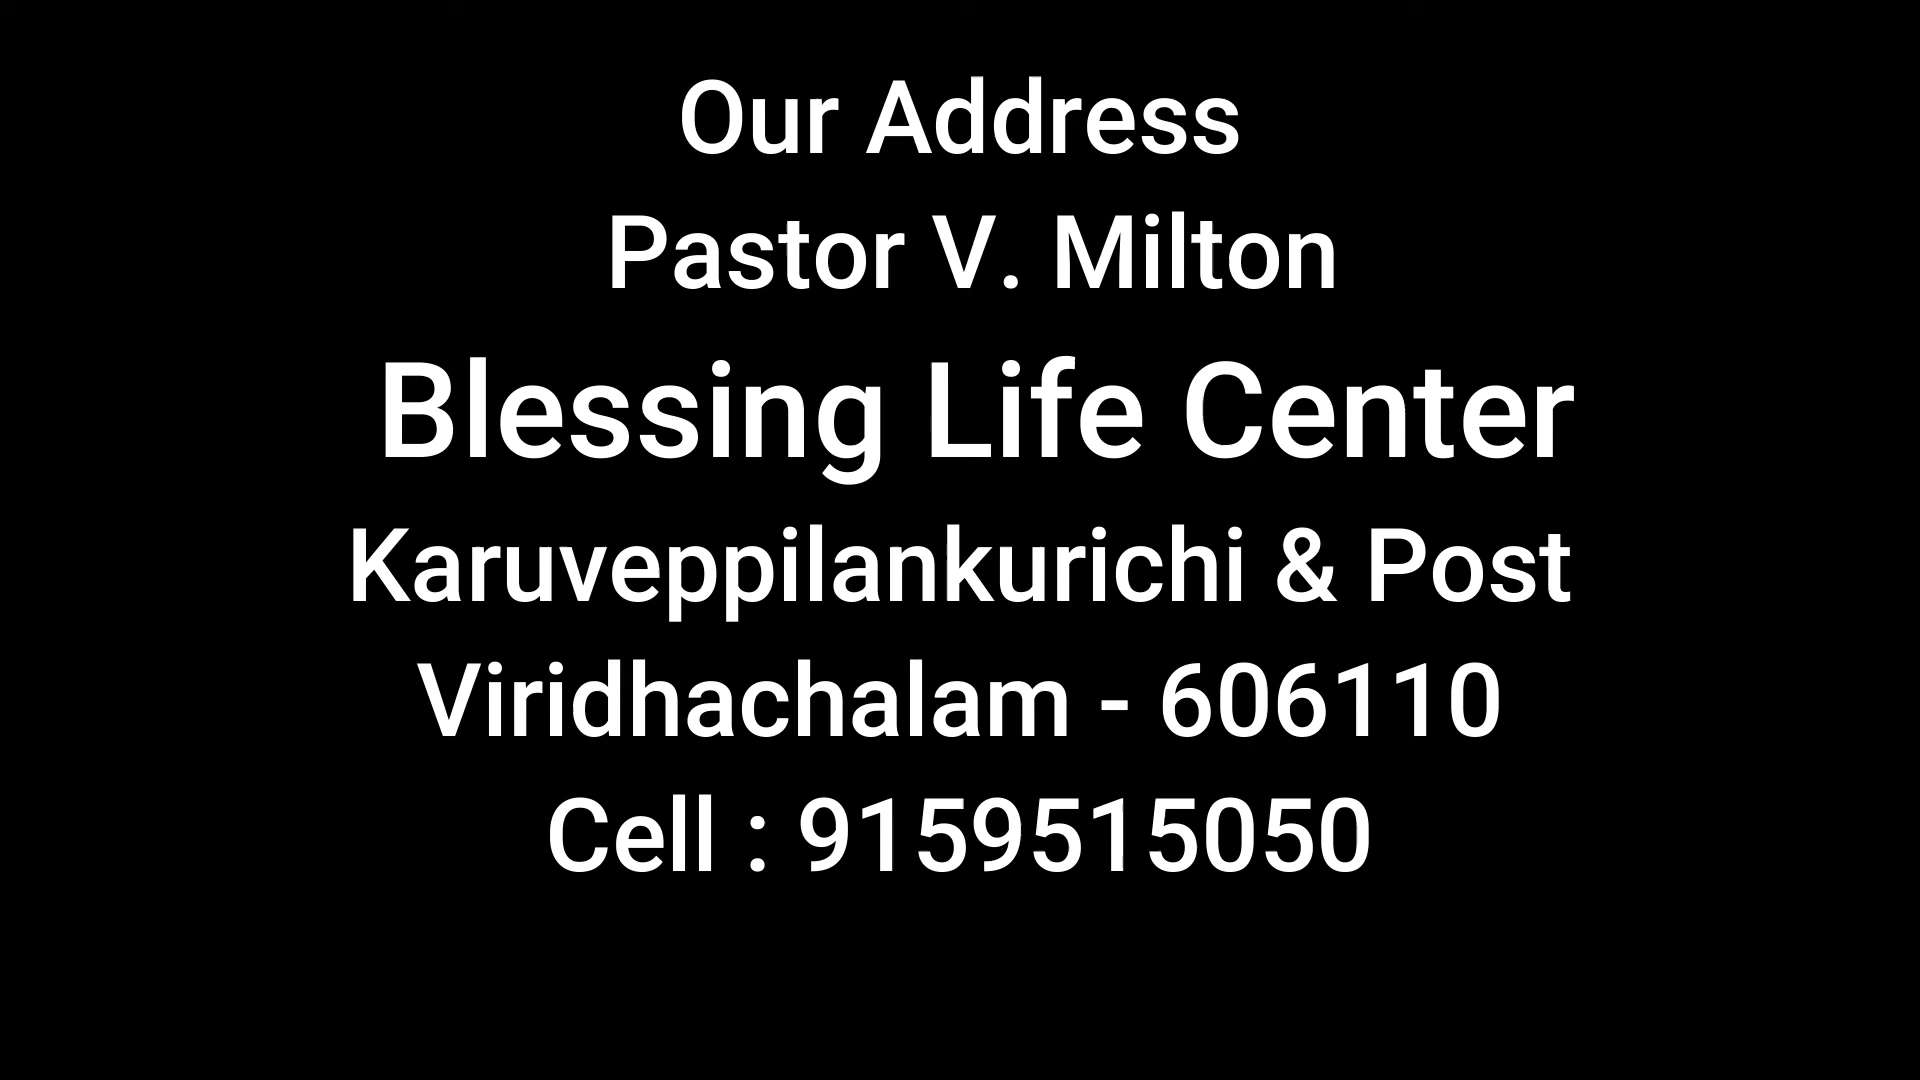 Our Address
Pastor V. Milton
Blessing Life Center
Karuveppilankurichi & Post
Viridhachalam - 606110
Cell : 9159515050